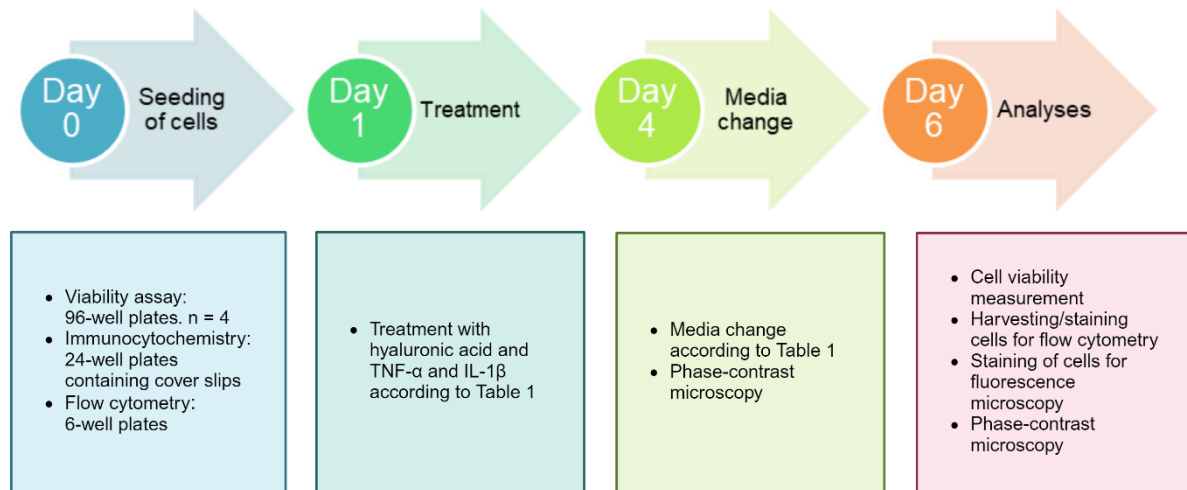 Day
0
Seeding
of cells
Day
1
Treatment
Day
4
Media
change
Day
6
Analyses
• Viability assay:
96-well plates. n = 4
• Immunocytochemistry:
24-well plates
containing cover slips
• Flow cytometry:
6-well plates
• Treatment with
hyaluronic acid and
TNF-α and IL-1β
according to Table 1
• Media change
according to Table 1
• Phase-contrast
microscopy
• Cell viability
measurement
• Harvesting/staining
cells for flow cytometry
• Staining of cells for
fluorescence
microscopy
• Phase-contrast
microscopy